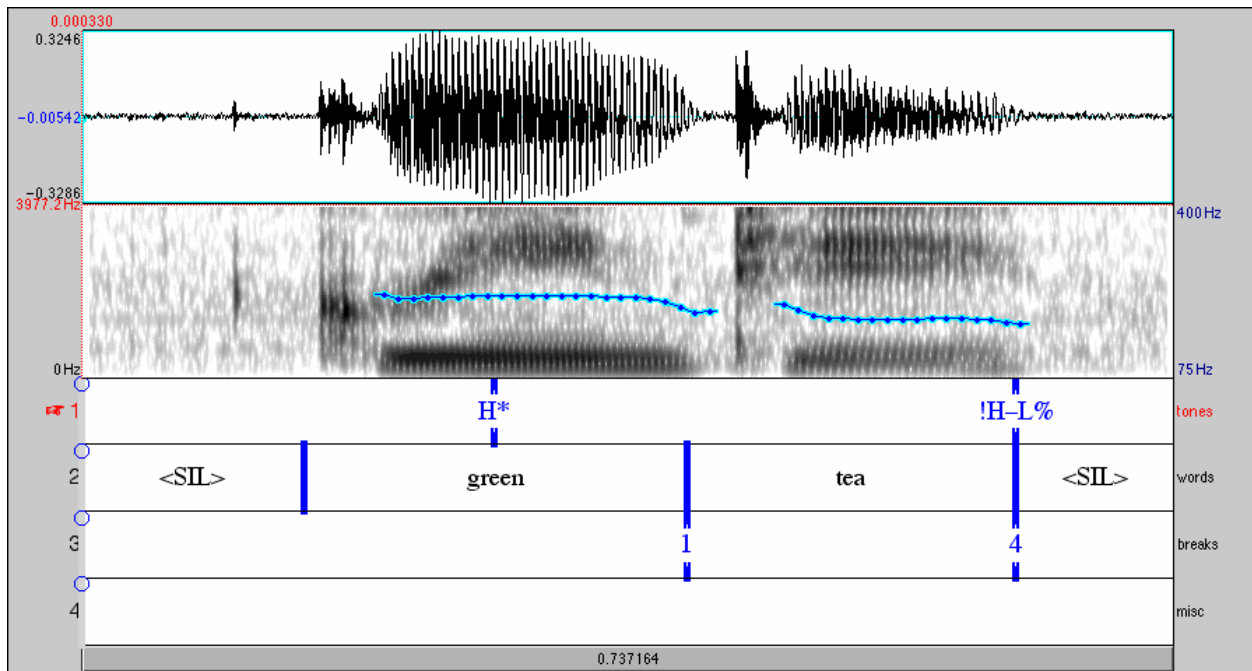 0.000330
0.3246
-0.00542
-0.3286
3977.2 Hz
400 Hz
0 Hz
75 Hz
1 H* !H–L% tones
2 <SIL> green tea <SIL> words
3 1 4 breaks
4 misc
0.737164